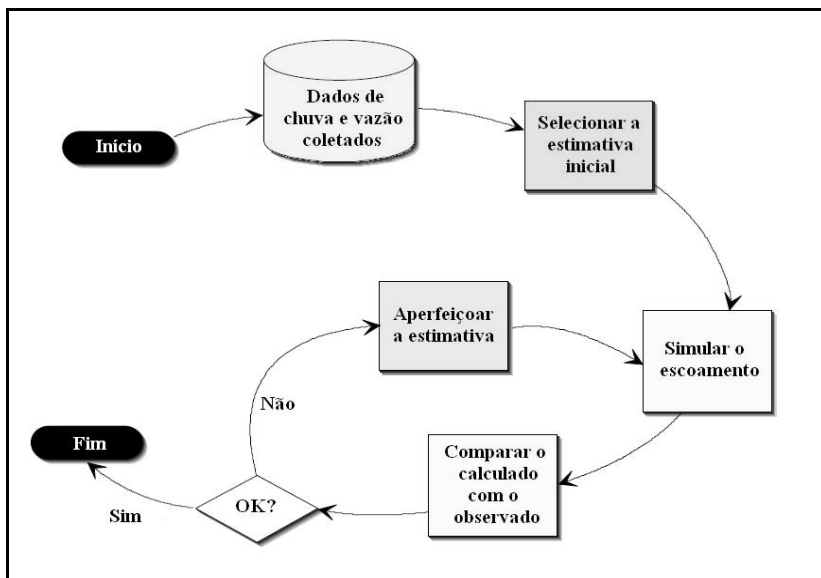 Início
Dados de
chuva e vazão
coletados
Selecionar a
estimativa
inicial
Simular o
escoamento
Aperfeiçoar
a estimativa
Comparar o
calculado
com o
observado
OK?
Não
Sim
Fim